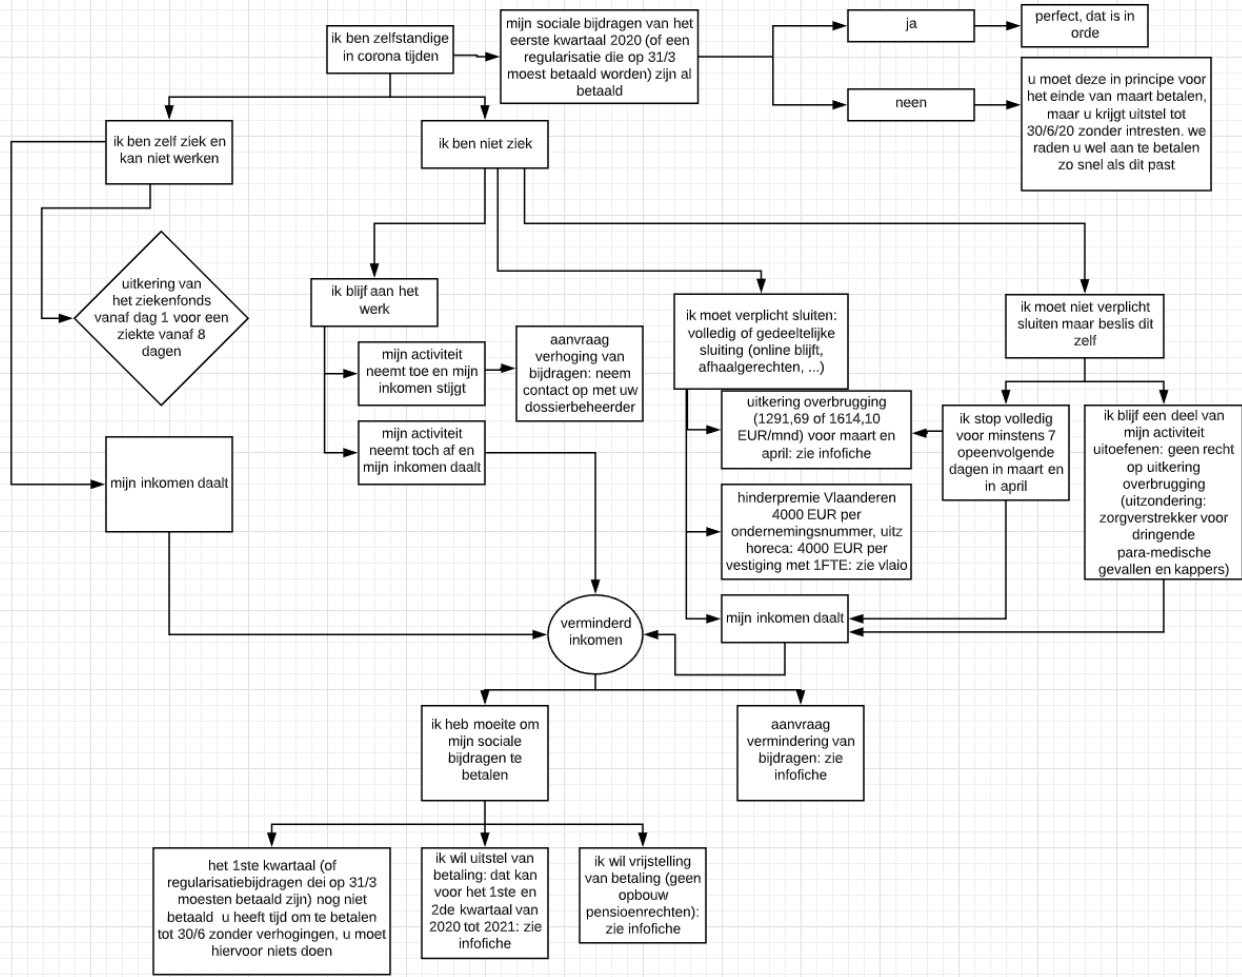 ik ben zelfstandige
in corona tijden
mijn sociale bijdragen van het
eerste kwartaal 2020 (of een
regularisatie die op 31/3
moest betaald worden) zijn al
betaald
ja
perfect, dat is in
orde
neen
u moet deze in principe voor
het einde van maart betalen,
maar u krijgt uitstel tot
30/6/20 zonder intresten. we
raden u wel aan te betalen
zo snel als dit past
ik ben zelf ziek en
kan niet werken
ik ben niet ziek
uitkering van
het ziekenfonds
vanaf dag 1 voor een
ziekte vanaf 8
dagen
ik blijf aan het
werk
ik moet verplicht sluiten:
volledig of gedeeltelijke
sluiting (online blijft,
afhaalgerechten, ...)
ik moet niet verplicht
sluiten maar beslis dit
zelf
mijn activiteit
neemt toe en mijn
inkomen stijgt
aanvraag
verhoging van
bijdragen: neem
contact op met uw
dossierbeheerder
mijn activiteit
neemt toch af en
mijn inkomen daalt
uitkering overbrugging
(1291,69 of 1614,10
EUR/mnd) voor maart en
april: zie infofiche
ik stop volledig
voor minstens 7
opeenvolgende
dagen in maart en
in april
ik blijf een deel van
mijn activiteit
uitoefenen: geen recht
op uitkering
overbrugging
(uitzondering:
zorgverstrekker voor
dringende
para-medische
gevallen en kappers)
mijn inkomen daalt
hinderpremie Vlaanderen
4000 EUR per
ondernemingsnummer, uitz
horeca: 4000 EUR per
vestiging met 1FTE: zie vlaio
mijn inkomen daalt
verminderd
inkomen
ik heb moeite om
mijn sociale
bijdragen te
betalen
aanvraag
vermindering van
bijdragen: zie
infofiche
het 1ste kwartaal (of
regularisatiebijdragen dei op 31/3
moesten betaald zijn) nog niet
betaald u heeft tijd om te betalen
tot 30/6 zonder verhogingen, u moet
hiervoor niets doen
ik wil uitstel van
betaling: dat kan
voor het 1ste en
2de kwartaal van
2020 tot 2021: zie
infofiche
ik wil vrijstelling
van betaling (geen
opbouw
pensioenrechten):
zie infofiche